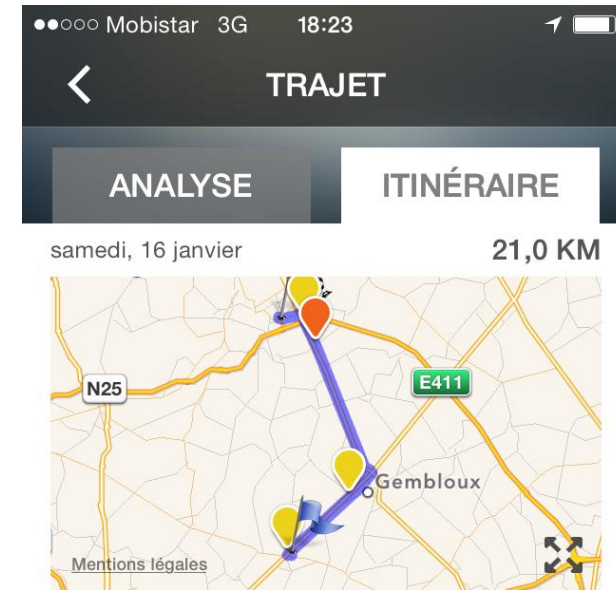 Mobistar 3G 18:23
TRAJET
ANALYSE ITINÉRAIRE
samedi, 16 janvier 21,0 KM
N25
E411
Gembloux
Mentions légales